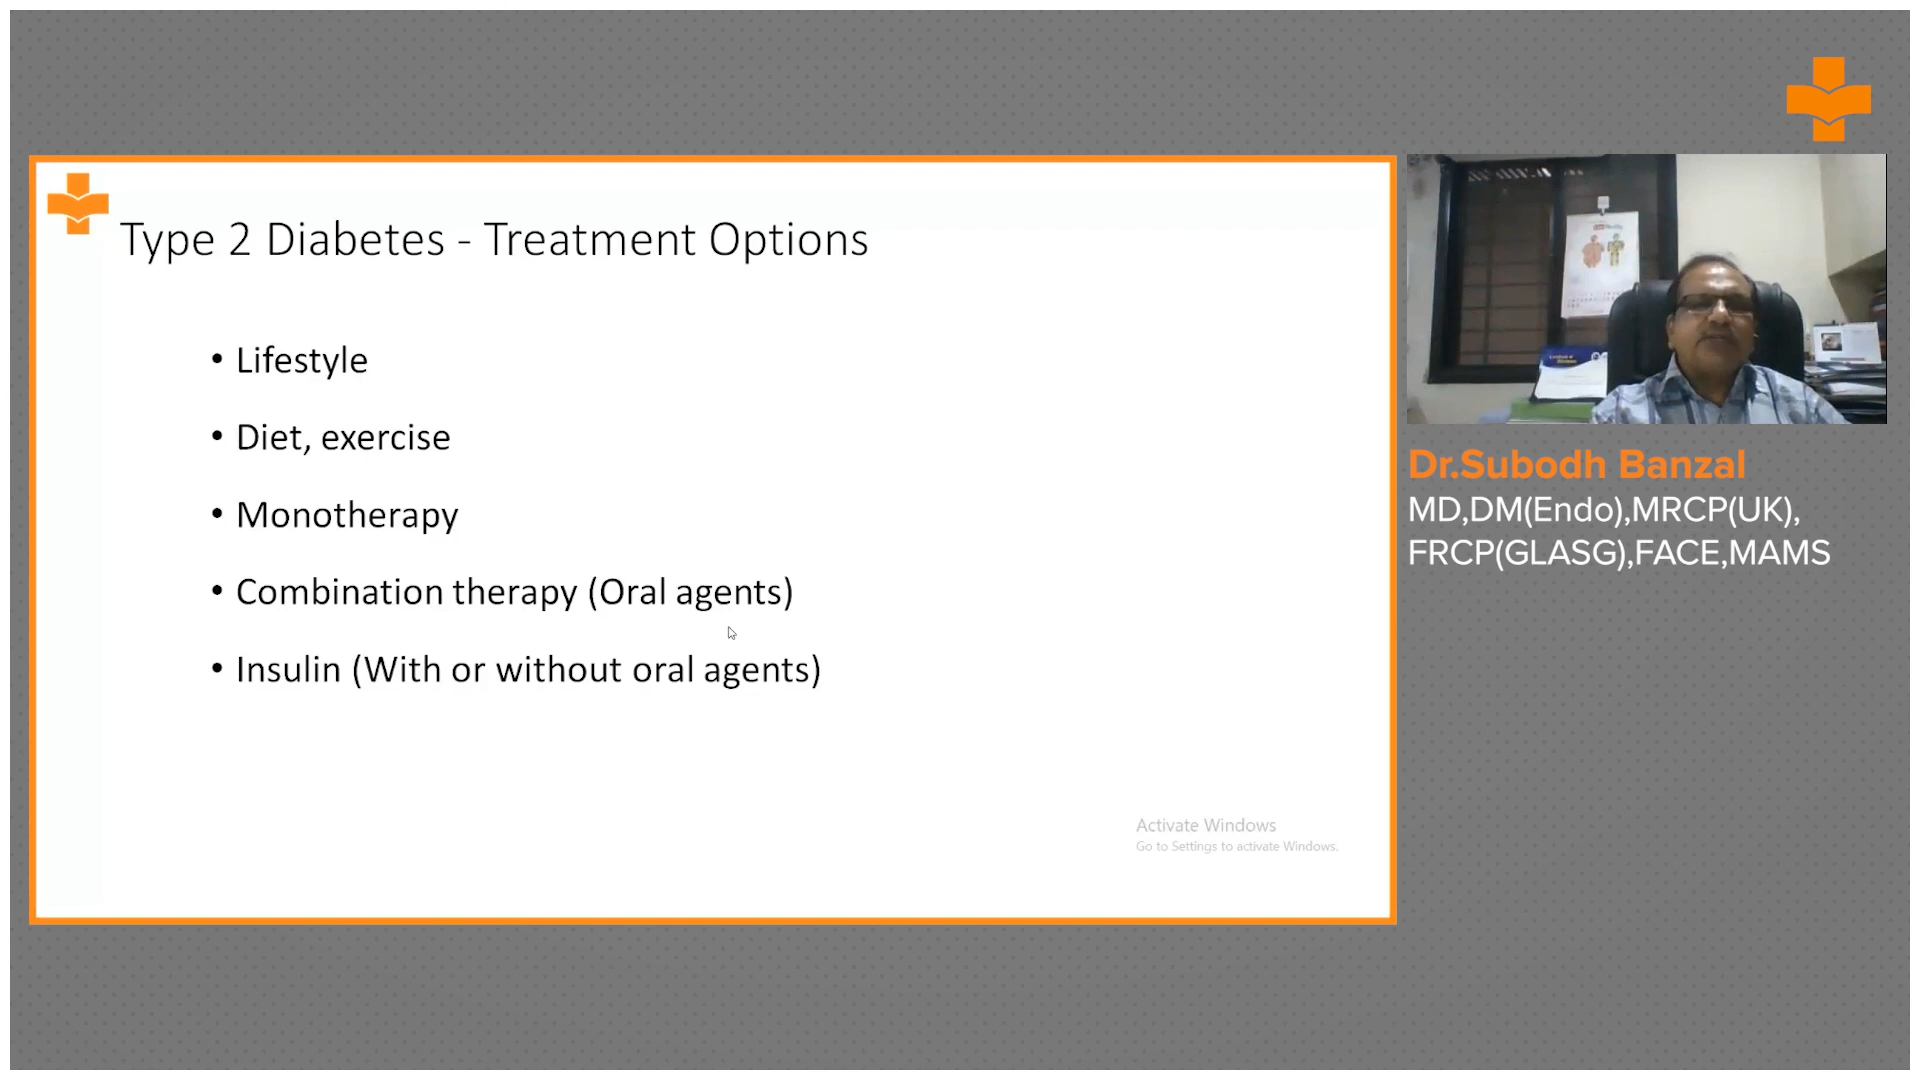 Type 2 Diabetes - Treatment Options
• Lifestyle
• Diet, exercise
• Monotherapy
• Combination therapy (Oral agents)
• Insulin (With or without oral agents)
Activate Windows
Go to Settings to activate Windows.
Dr.Subodh Banzal
MD,DM(Endo),MRCP(UK),
FRCP(GLASG),FACE,MAMS